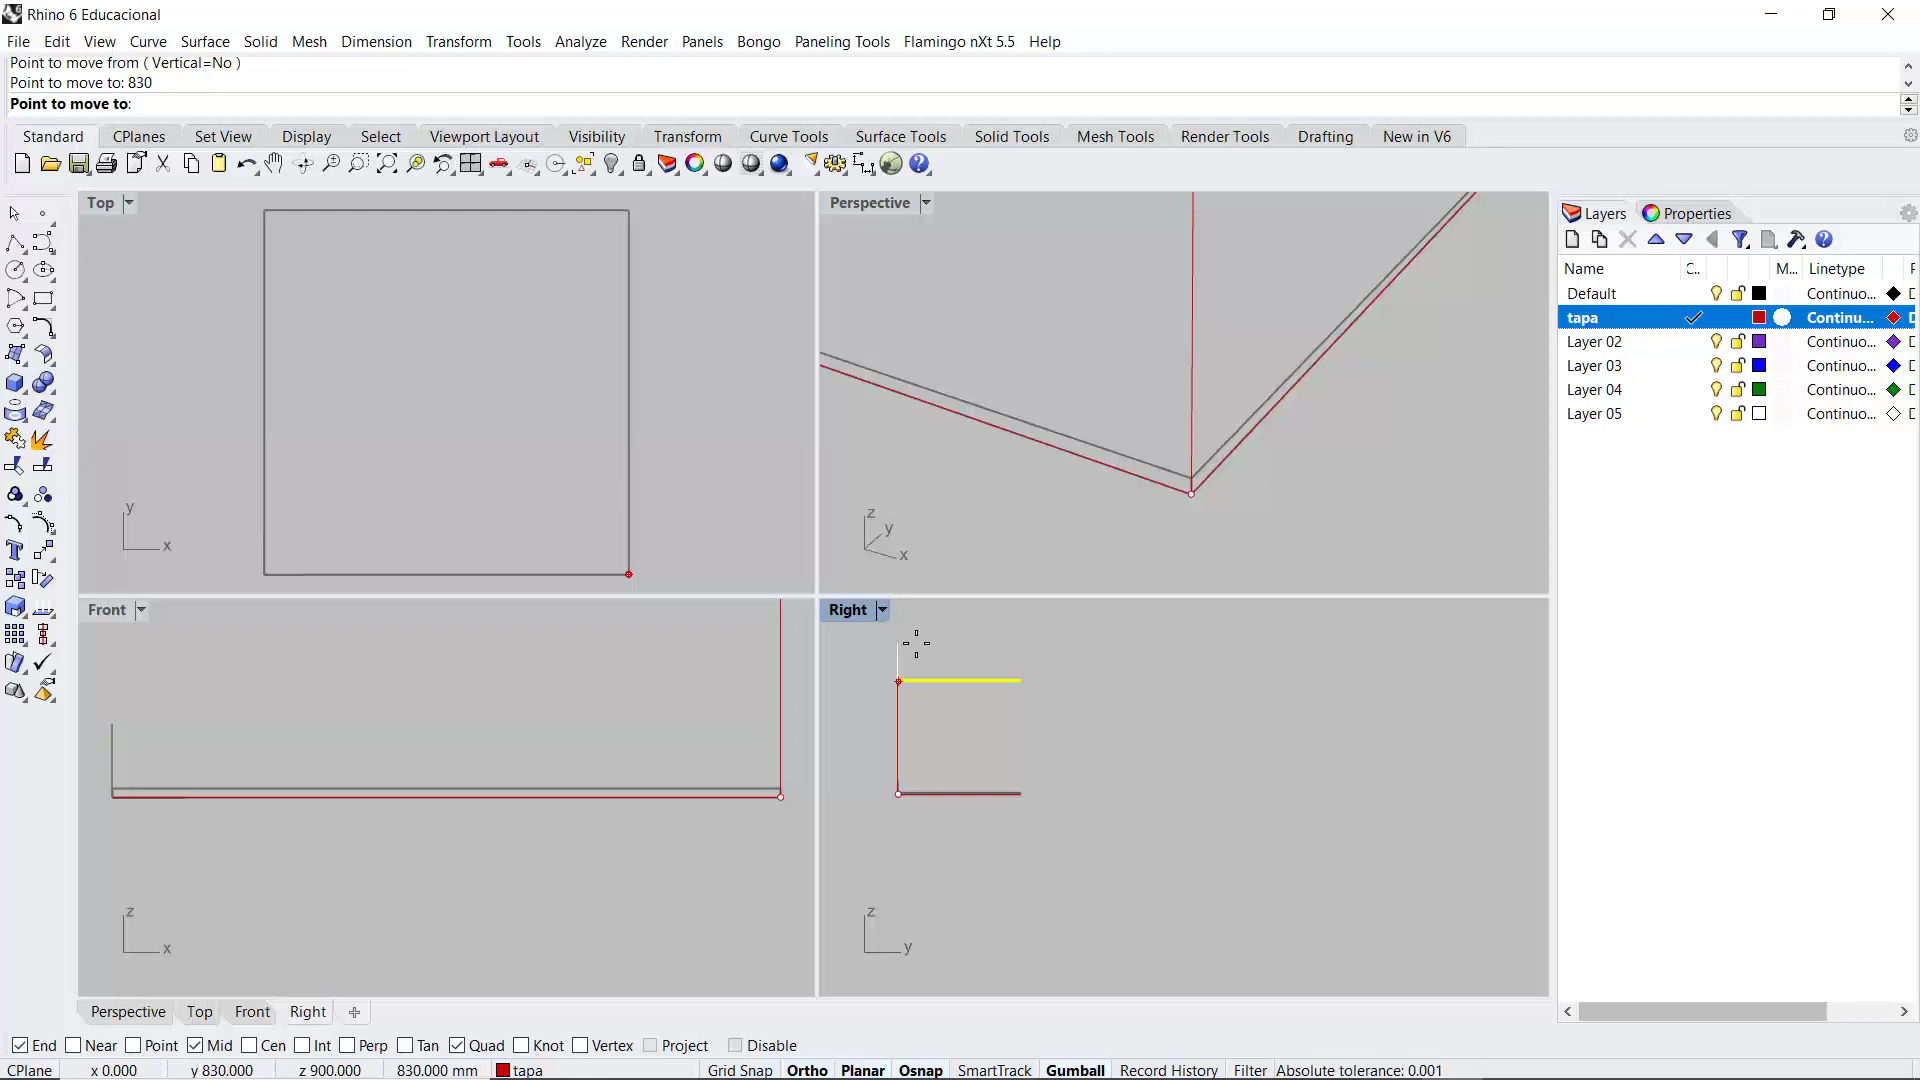 Rhino 6 Educacional
File Edit View Curve Surface Solid Mesh Dimension Transform Tools Analyze Render Panels Bongo Paneling Tools Flamingo nXt 5.5 Help
Point to move from ( Vertical=No )
Point to move to: 830
Point to move to:
Standard CPlanes Set View Display Select Viewport Layout Visibility Transform Curve Tools Surface Tools Solid Tools Mesh Tools Render Tools Drafting New in V6
Top
Perspective
Layers Properties
Name C.. M... Linetype P
Default Continuo... D
tapa Continu... D
Layer 02 Continuo... D
Layer 03 Continuo... D
Layer 04 Continuo... D
Layer 05 Continuo... D
y
x
z
y
x
Front
Right
z
x
z
y
Perspective Top Front Right
End Near Point Mid Cen Int Perp Tan Quad Knot Vertex Project Disable
CPlane x 0.000 y 830.000 z 900.000 830.000 mm tapa Grid Snap Ortho Planar Osnap SmartTrack Gumball Record History Filter Absolute tolerance: 0.001